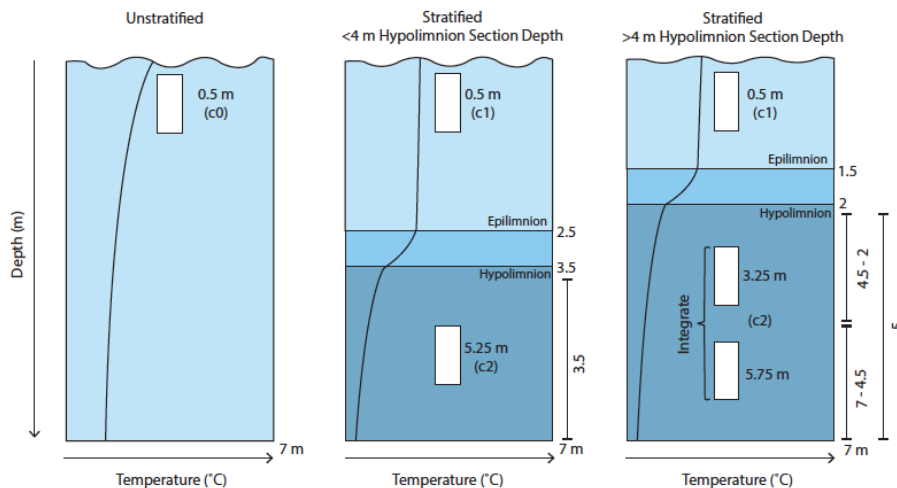 Unstratified
Stratified
<4 m Hypolimnion Section Depth
Stratified
>4 m Hypolimnion Section Depth
Depth (m)
0.5 m
(c0)
7 m
Temperature (˚C)
0.5 m
(c1)
Epilimnion
2.5
3.5
Hypolimnion
5.25 m
(c2)
3.5
7 m
Temperature (˚C)
0.5 m
(c1)
Epilimnion
1.5
2
Hypolimnion
Integrate
3.25 m
(c2)
5.75 m
4.5 - 2
7 - 4.5
7 m
Temperature (˚C)